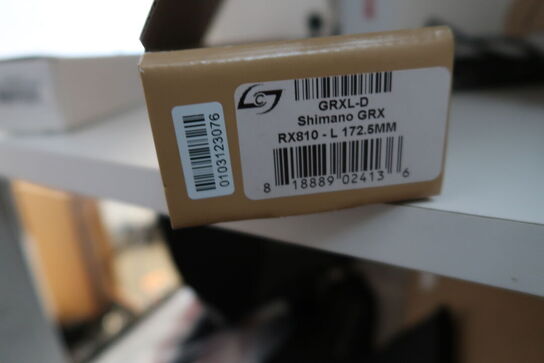 0103123076
GRXL-D
Shimano GRX
RX810 - L 172.5MM
8 18889 02413 6